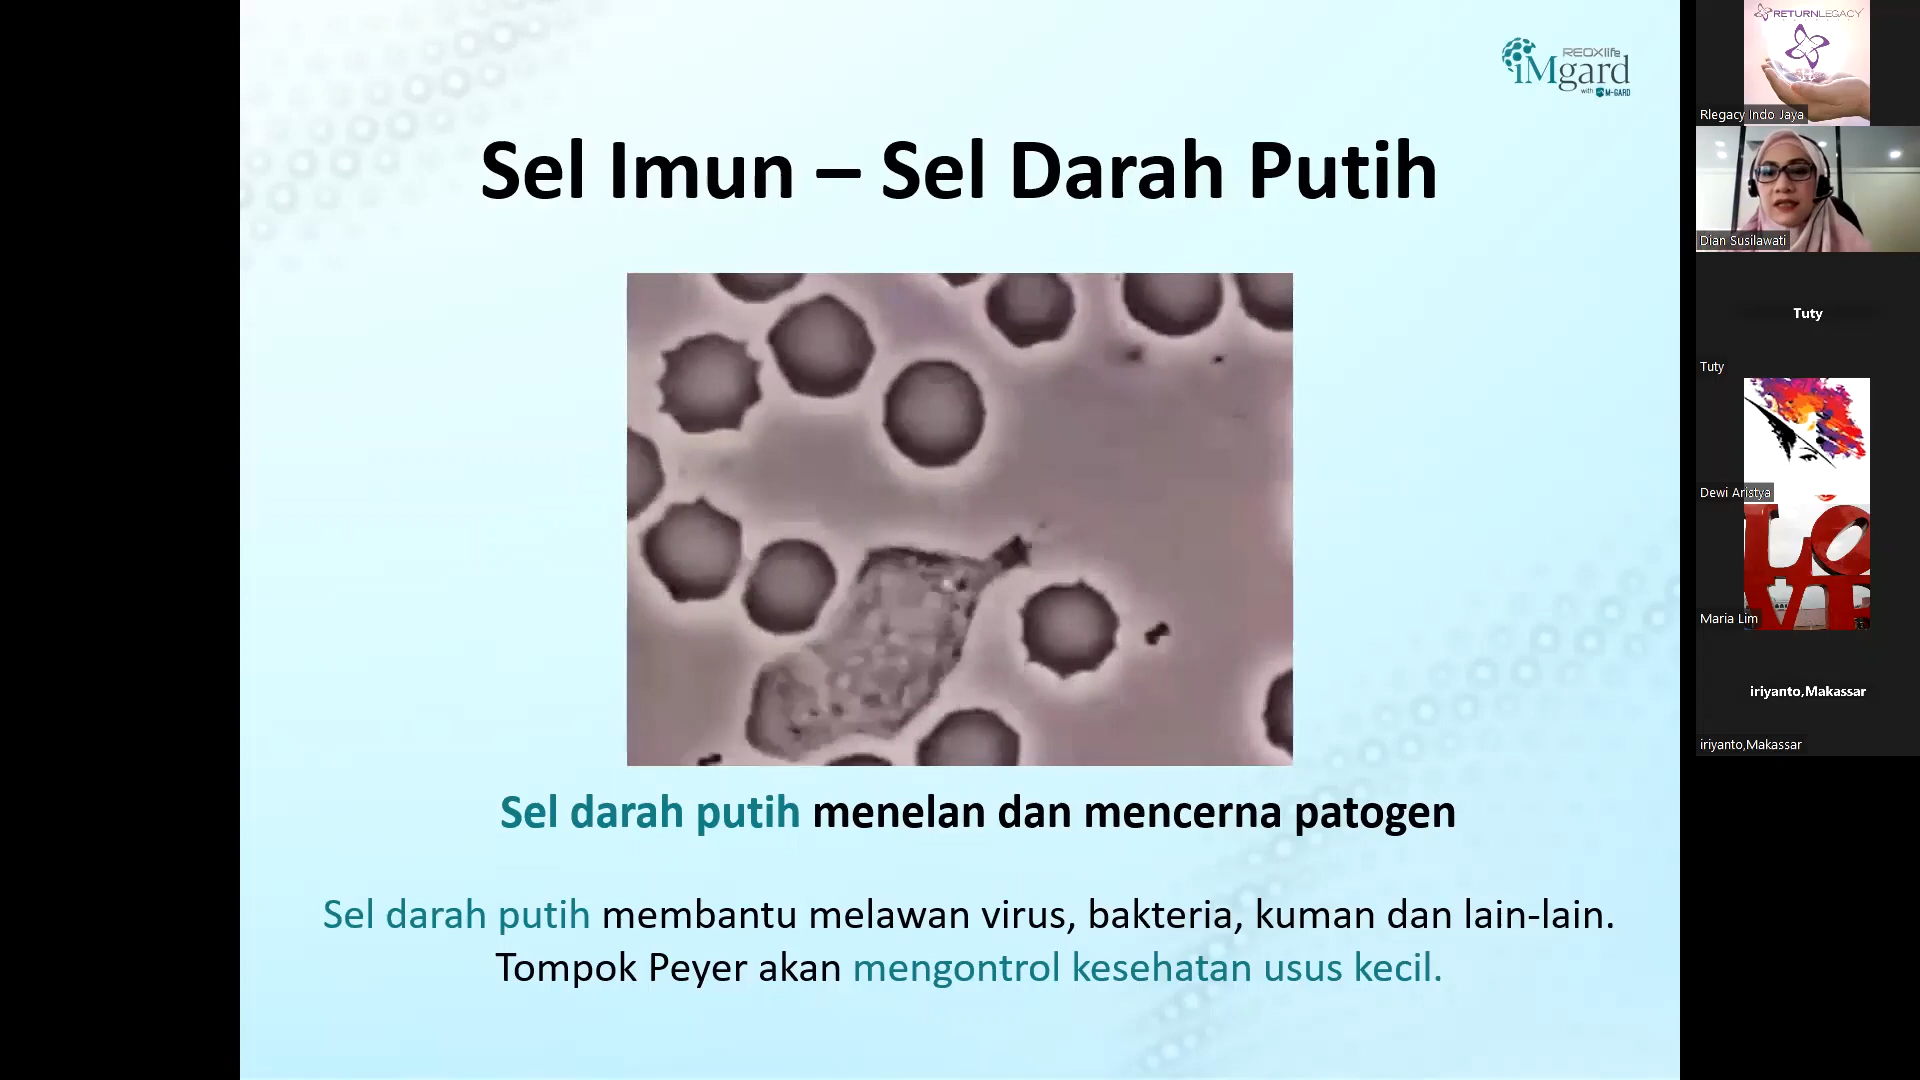 REDXlife
iMgard
with M-GARD
Sel Imun – Sel Darah Putih
Sel darah putih menelan dan mencerna patogen
Sel darah putih membantu melawan virus, bakteria, kuman dan lain-lain.
Tompok Peyer akan mengontrol kesehatan usus kecil.
RETURNLEGACY
Rlegacy Indo Jaya
Dian Susilawati
Tuty
Tuty
Dewi Aristya
LOVE
Maria Lim
iriyanto,Makassar
iriyanto,Makassar